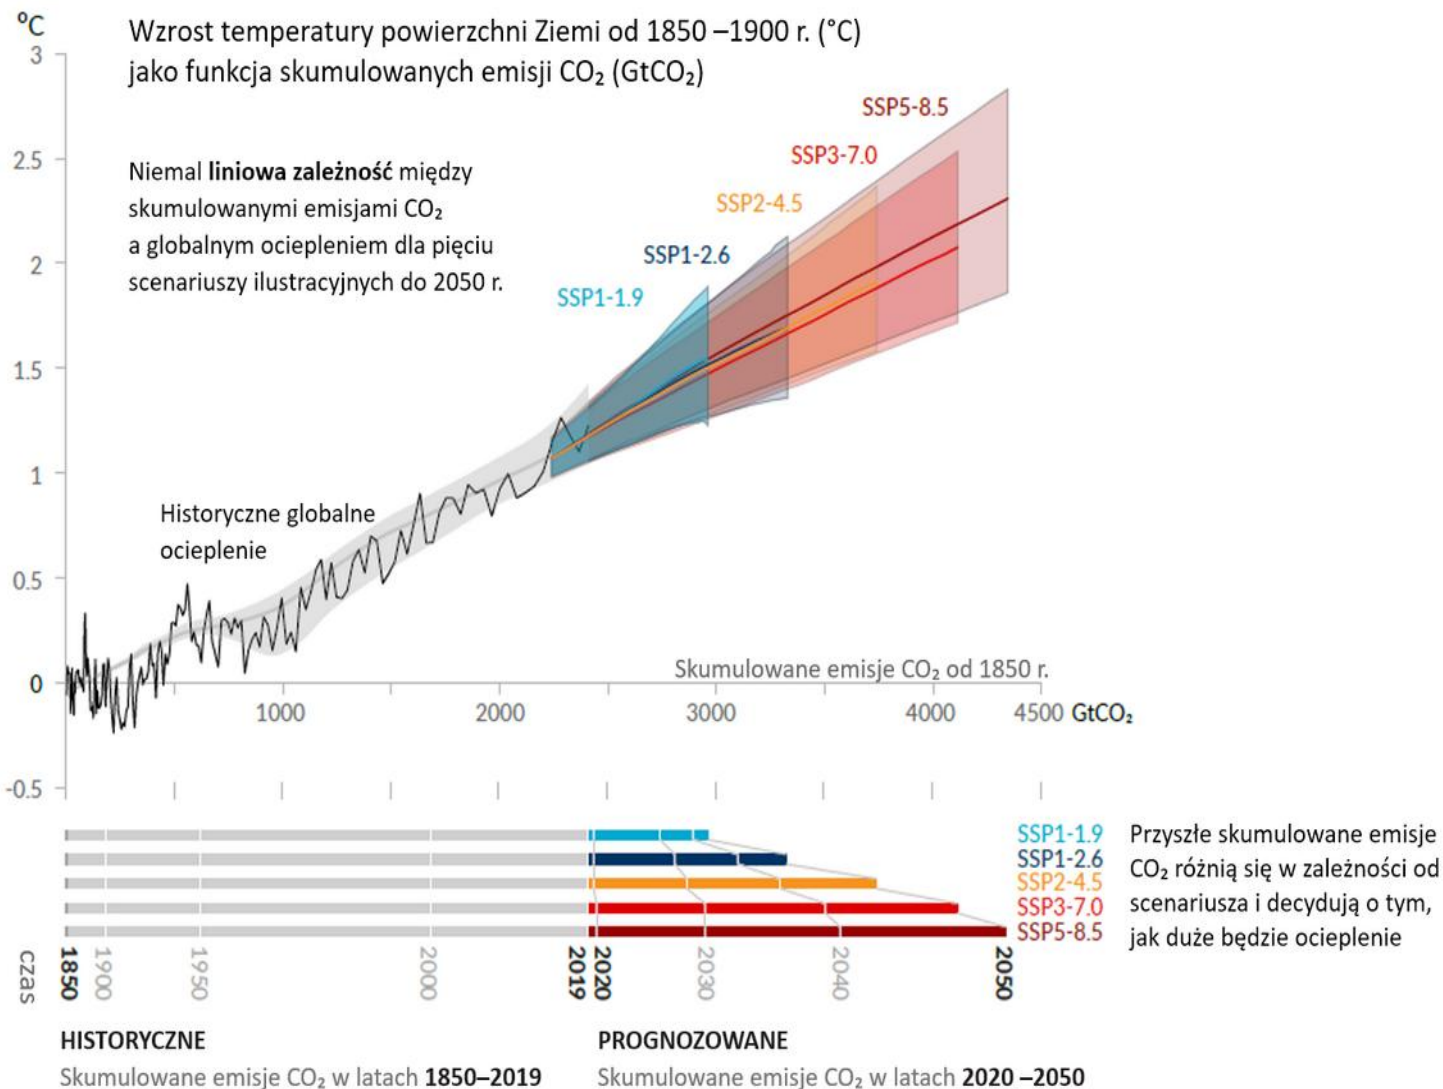 °C
Wzrost temperatury powierzchni Ziemi od 1850 –1900 r. (°C)
jako funkcja skumulowanych emisji CO₂ (GtCO₂)
3
SSP5-8.5
2.5
SSP3-7.0
Niemal liniowa zależność między
skumulowanymi emisjami CO₂
a globalnym ociepleniem dla pięciu
scenariuszy ilustracyjnych do 2050 r.
SSP2-4.5
SSP1-2.6
2
SSP1-1.9
1.5
1
Historyczne globalne
ocieplenie
0.5
Skumulowane emisje CO₂ od 1850 r.
0
1000 2000 3000 4000 4500 GtCO₂
-0.5
SSP1-1.9
SSP1-2.6
SSP2-4.5
SSP3-7.0
SSP5-8.5
Przyszłe skumulowane emisje
CO₂ różnią się w zależności od
scenariusza i decydują o tym,
jak duże będzie ocieplenie
czas 1850 1900 1950 2000 2019 2020 2030 2040 2050
HISTORYCZNE
Skumulowane emisje CO₂ w latach 1850–2019
PROGNOZOWANE
Skumulowane emisje CO₂ w latach 2020 –2050